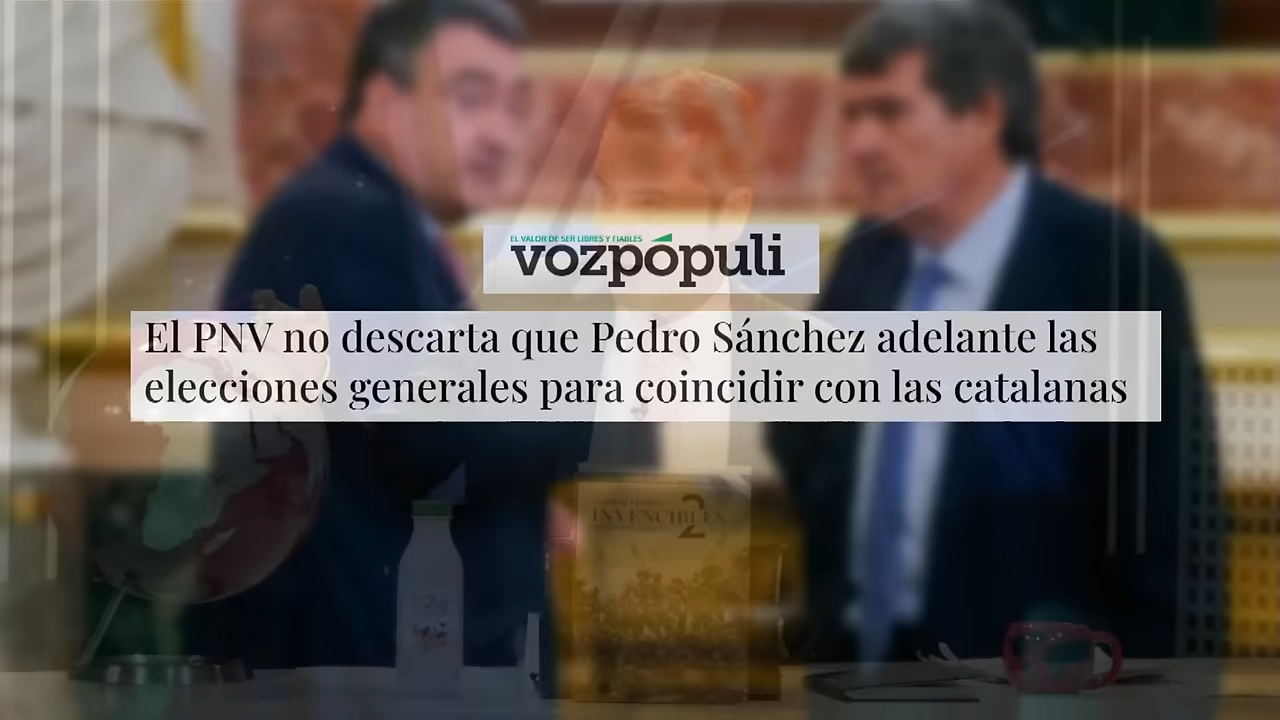 EL VALOR DE SER LIBRES Y FIABLES
vozpópuli
El PNV no descarta que Pedro Sánchez adelante las
elecciones generales para coincidir con las catalanas
2
INVENCIBLES